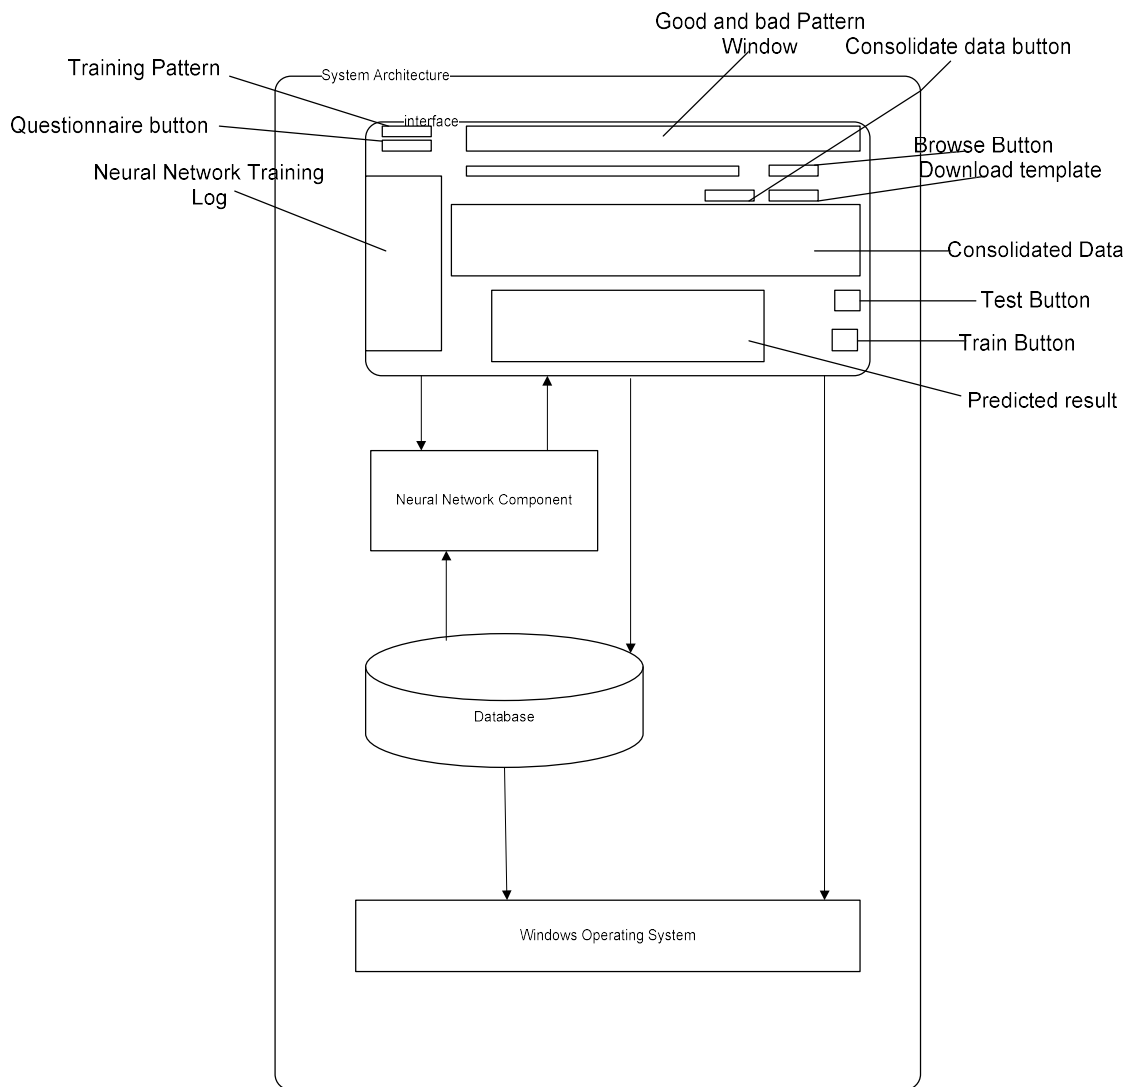 Good and bad Pattern
Window
Consolidate data button
Training Pattern
System Architecture
Questionnaire button
interface
Browse Button
Neural Network Training
Log
Download template
Consolidated Data
Test Button
Train Button
Predicted result
Neural Network Component
Database
Windows Operating System